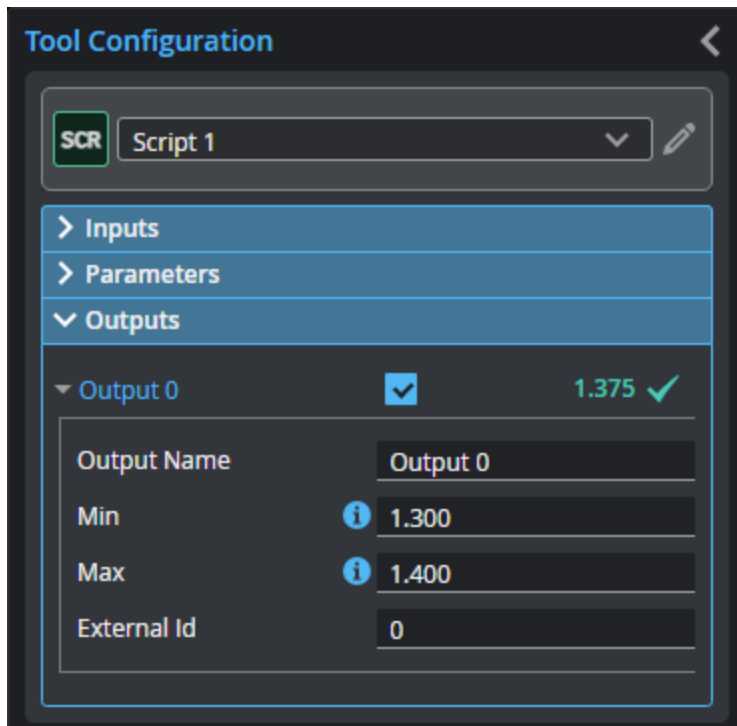 Tool Configuration
SCR Script 1
Inputs
Parameters
Outputs
Output 0 1.375
Output Name Output 0
Min 1.300
Max 1.400
External Id 0